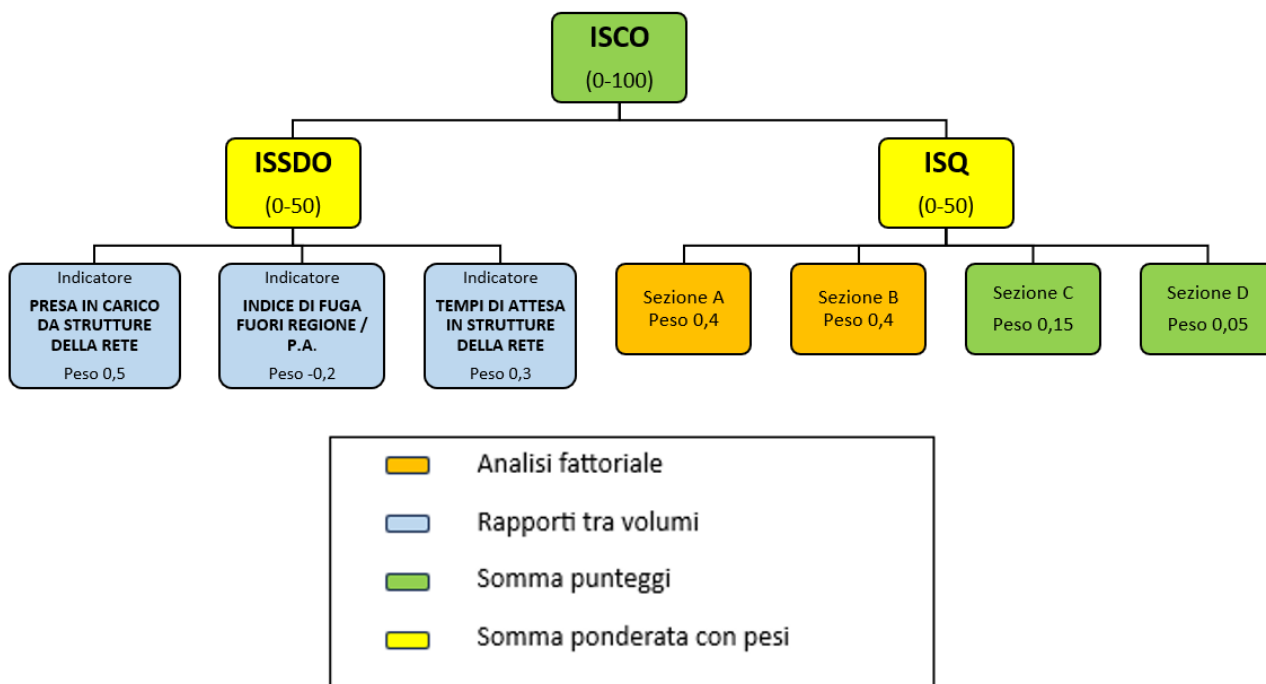 ISCO
(0-100)
ISSDO
(0-50)
ISQ
(0-50)
Indicatore
PRESA IN CARICO
DA STRUTTURE
DELLA RETE
Peso 0,5
Indicatore
INDICE DI FUGA
FUORI REGIONE /
P.A.
Peso -0,2
Indicatore
TEMPI DI ATTESA
IN STRUTTURE
DELLA RETE
Peso 0,3
Sezione A
Peso 0,4
Sezione B
Peso 0,4
Sezione C
Peso 0,15
Sezione D
Peso 0,05
Analisi fattoriale
Rapporti tra volumi
Somma punteggi
Somma ponderata con pesi